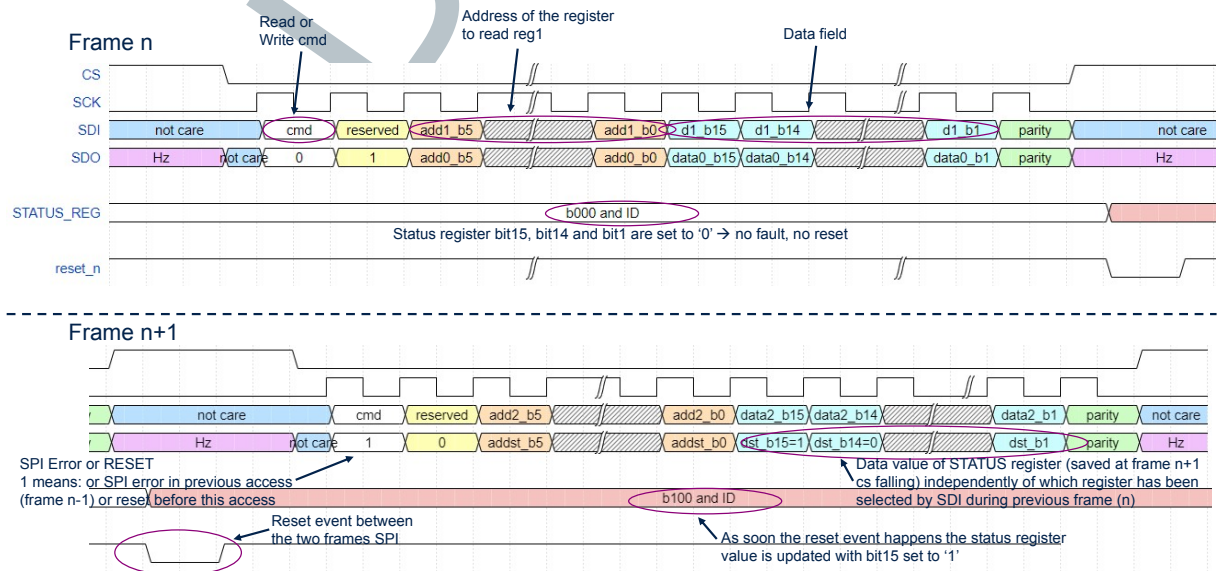 Read or
Write cmd
Address of the register
to read reg1
Data field
Frame n
CS
SCK
SDI not care cmd reserved add1_b5 add1_b0 d1_b15 d1_b14 d1_b1 parity not care
SDO Hz not care 0 1 add0_b5 add0_b0 data0_b15 data0_b14 data0_b1 parity Hz
STATUS_REG b000 and ID
Status register bit15, bit14 and bit1 are set to ‘0’ → no fault, no reset
reset_n
Frame n+1
not care cmd reserved add2_b5 add2_b0 data2_b15 data2_b14 data2_b1 parity not care
Hz not care 1 0 addst_b5 addst_b0 dst_b15=1 dst_b14=0 dst_b1 parity Hz
SPI Error or RESET
1 means: or SPI error in previous access
(frame n-1) or reset before this access
Data value of STATUS register (saved at frame n+1
cs falling) independently of which register has been
selected by SDI during previous frame (n)
b100 and ID
Reset event between
the two frames SPI
As soon the reset event happens the status register
value is updated with bit15 set to ‘1’